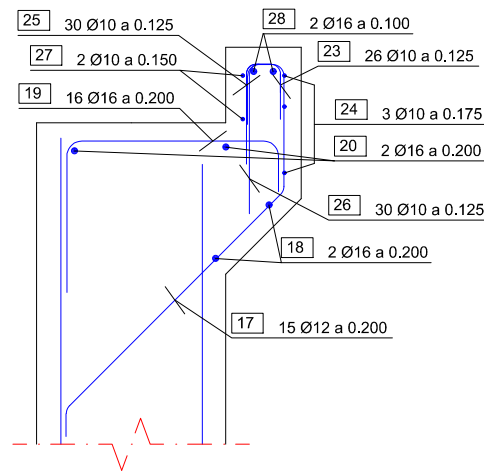 25 30 Ø10 a 0.125
28 2 Ø16 a 0.100
27 2 Ø10 a 0.150
23 26 Ø10 a 0.125
19 16 Ø16 a 0.200
24 3 Ø10 a 0.175
20 2 Ø16 a 0.200
26 30 Ø10 a 0.125
18 2 Ø16 a 0.200
17 15 Ø12 a 0.200